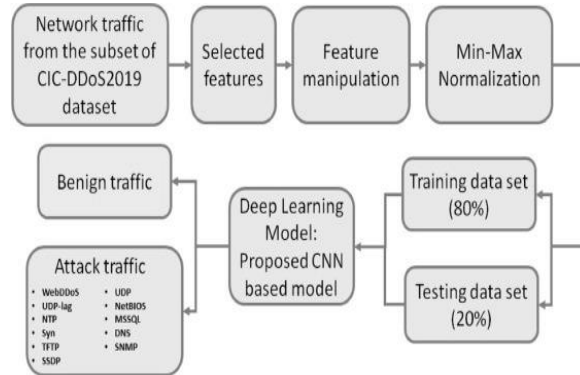 Network traffic
from the subset of
CIC-DDoS2019
dataset
Selected
features
Feature
manipulation
Min-Max
Normalization
Benign traffic
Attack traffic
• WebDDoS
• UDP-lag
• NTP
• Syn
• TFTP
• SSDP
• UDP
• NetBIOS
• MSSQL
• DNS
• SNMP
Deep Learning
Model:
Proposed CNN
based model
Training data set
(80%)
Testing data set
(20%)